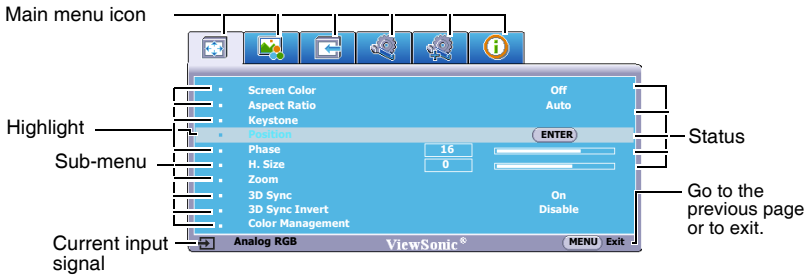 Main menu icon
Screen Color Off
Aspect Ratio Auto
Keystone
Highlight
Position ENTER
Status
Phase 16
Sub-menu
H. Size 0
Zoom
3D Sync On
3D Sync Invert Disable
Color Management
Go to the
previous page
or to exit.
Current input
signal
Analog RGB ViewSonic® MENU Exit